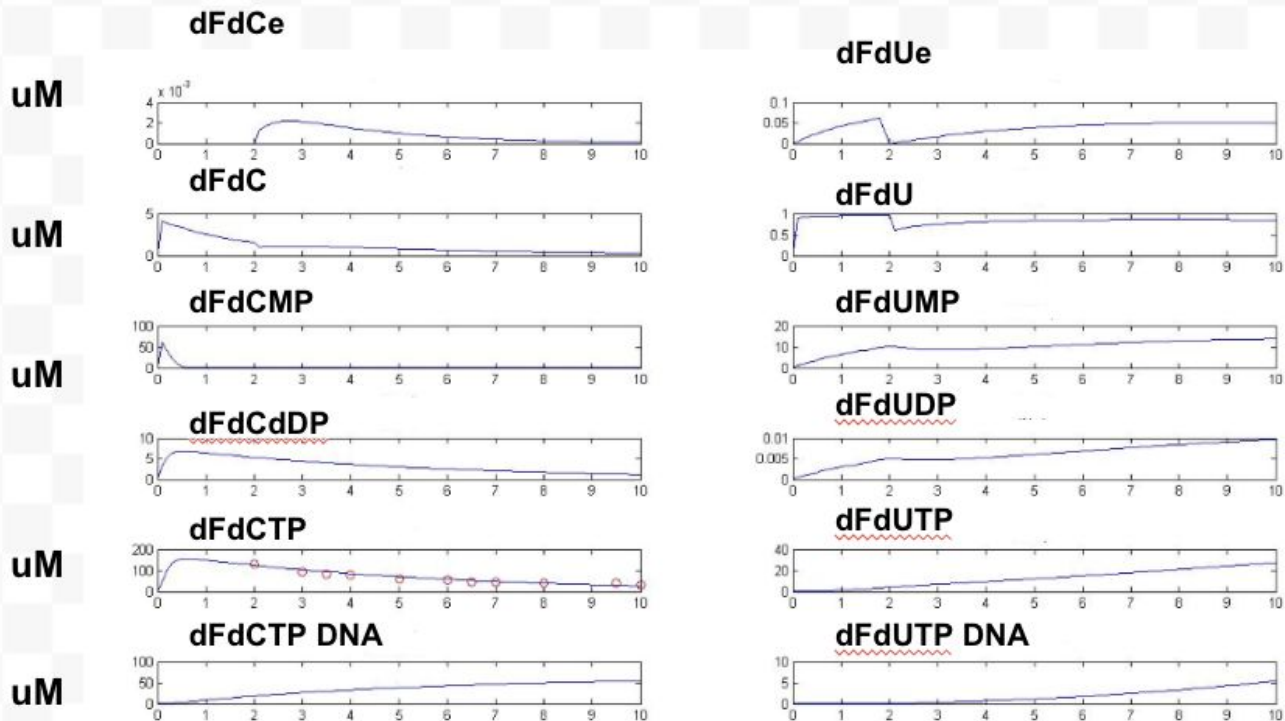 dFdCe
dFdUe
uM
x 10^-3
4
2
0
0 1 2 3 4 5 6 7 8 9 10
0.1
0.05
0
0 1 2 3 4 5 6 7 8 9 10
dFdC
dFdU
uM
5
0
0 1 2 3 4 5 6 7 8 9 10
1
0.5
0
0 1 2 3 4 5 6 7 8 9 10
dFdCMP
dFdUMP
uM
100
50
0
0 1 2 3 4 5 6 7 8 9 10
20
10
0
0 1 2 3 4 5 6 7 8 9 10
dFdCdDP
dFdUDP
10
5
0
0 1 2 3 4 5 6 7 8 9 10
0.01
0.005
0
0 1 2 3 4 5 6 7 8 9 10
dFdCTP
dFdUTP
uM
200
100
0
0 1 2 3 4 5 6 7 8 9 10
40
20
0
0 1 2 3 4 5 6 7 8 9 10
dFdCTP DNA
dFdUTP DNA
uM
100
50
0
0 1 2 3 4 5 6 7 8 9 10
10
5
0
0 1 2 3 4 5 6 7 8 9 10